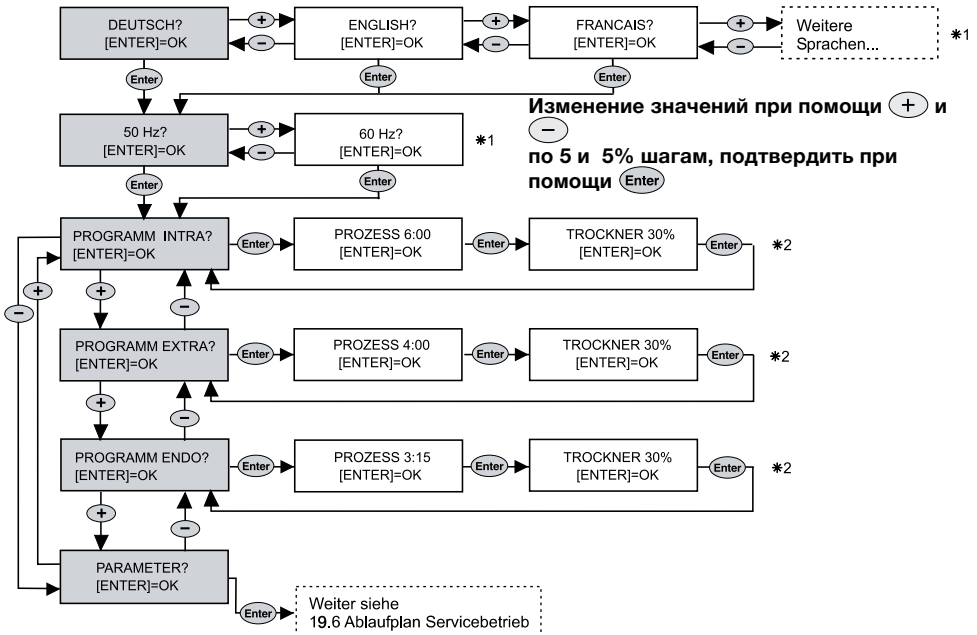 DEUTSCH?
[ENTER]=OK
+
−
ENGLISH?
[ENTER]=OK
+
−
FRANCAIS?
[ENTER]=OK
+
−
Weitere
Sprachen...
*1
Enter
Enter
Enter
Изменение значений при помощи + и
−
по 5 и 5% шагам, подтвердить при
помощи Enter
50 Hz?
[ENTER]=OK
+
−
60 Hz?
[ENTER]=OK
*1
Enter
Enter
PROGRAMM INTRA?
[ENTER]=OK
Enter
PROZESS 6:00
[ENTER]=OK
Enter
TROCKNER 30%
[ENTER]=OK
Enter
*2
−
+
+
−
PROGRAMM EXTRA?
[ENTER]=OK
Enter
PROZESS 4:00
[ENTER]=OK
Enter
TROCKNER 30%
[ENTER]=OK
Enter
*2
+
−
PROGRAMM ENDO?
[ENTER]=OK
Enter
PROZESS 3:15
[ENTER]=OK
Enter
TROCKNER 30%
[ENTER]=OK
Enter
*2
+
−
PARAMETER?
[ENTER]=OK
Enter
Weiter siehe
19.6 Ablaufplan Servicebetrieb